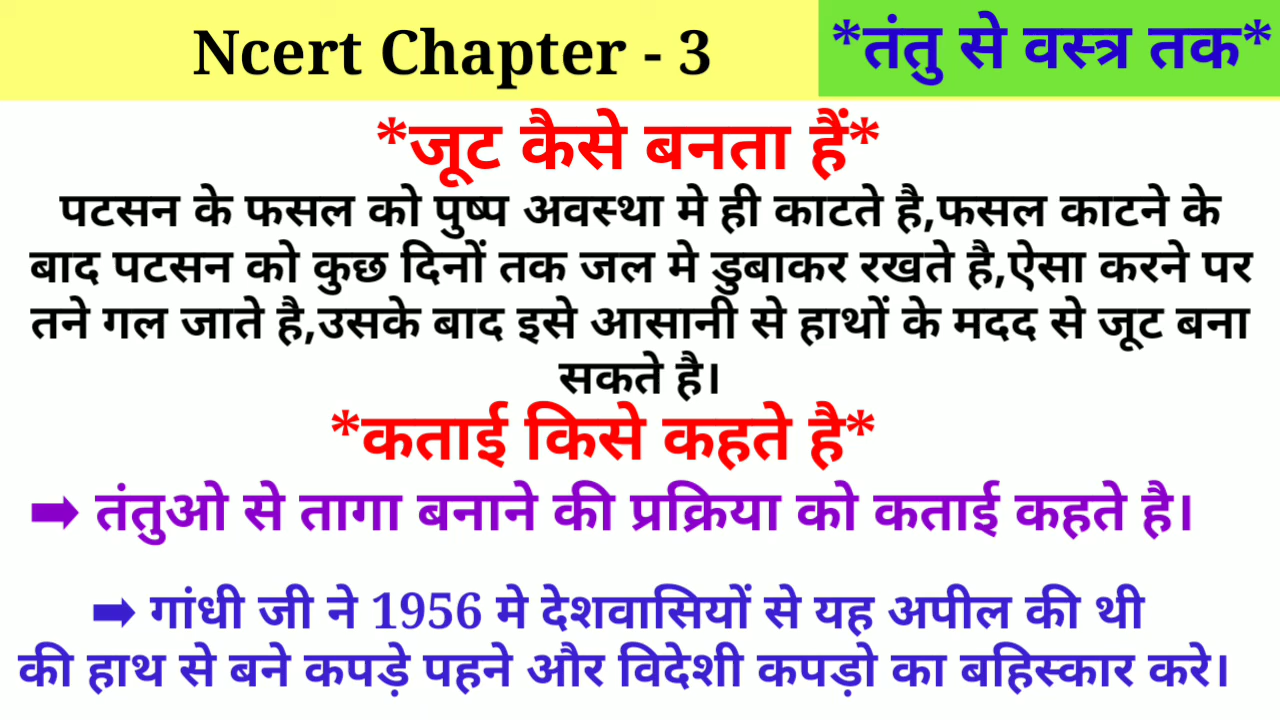 Ncert Chapter - 3
*तंतु से वस्त्र तक*
*जूट कैसे बनता हैं*
पटसन के फसल को पुष्प अवस्था मे ही काटते है,फसल काटने के
बाद पटसन को कुछ दिनों तक जल मे डुबाकर रखते है,ऐसा करने पर
तने गल जाते है,उसके बाद इसे आसानी से हाथों के मदद से जूट बना
सकते है।
*कताई किसे कहते है*
➡ तंतुओ से तागा बनाने की प्रक्रिया को कताई कहते है।
➡ गांधी जी ने 1956 मे देशवासियों से यह अपील की थी
की हाथ से बने कपड़े पहने और विदेशी कपड़ो का बहिस्कार करे।